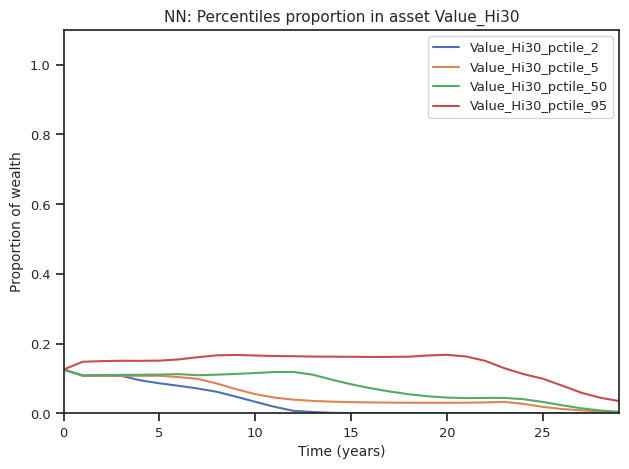 NN: Percentiles proportion in asset Value_Hi30
Value_Hi30_pctile_2
Value_Hi30_pctile_5
Value_Hi30_pctile_50
Value_Hi30_pctile_95
Proportion of wealth
1.0
0.8
0.6
0.4
0.2
0.0
0 5 10 15 20 25
Time (years)